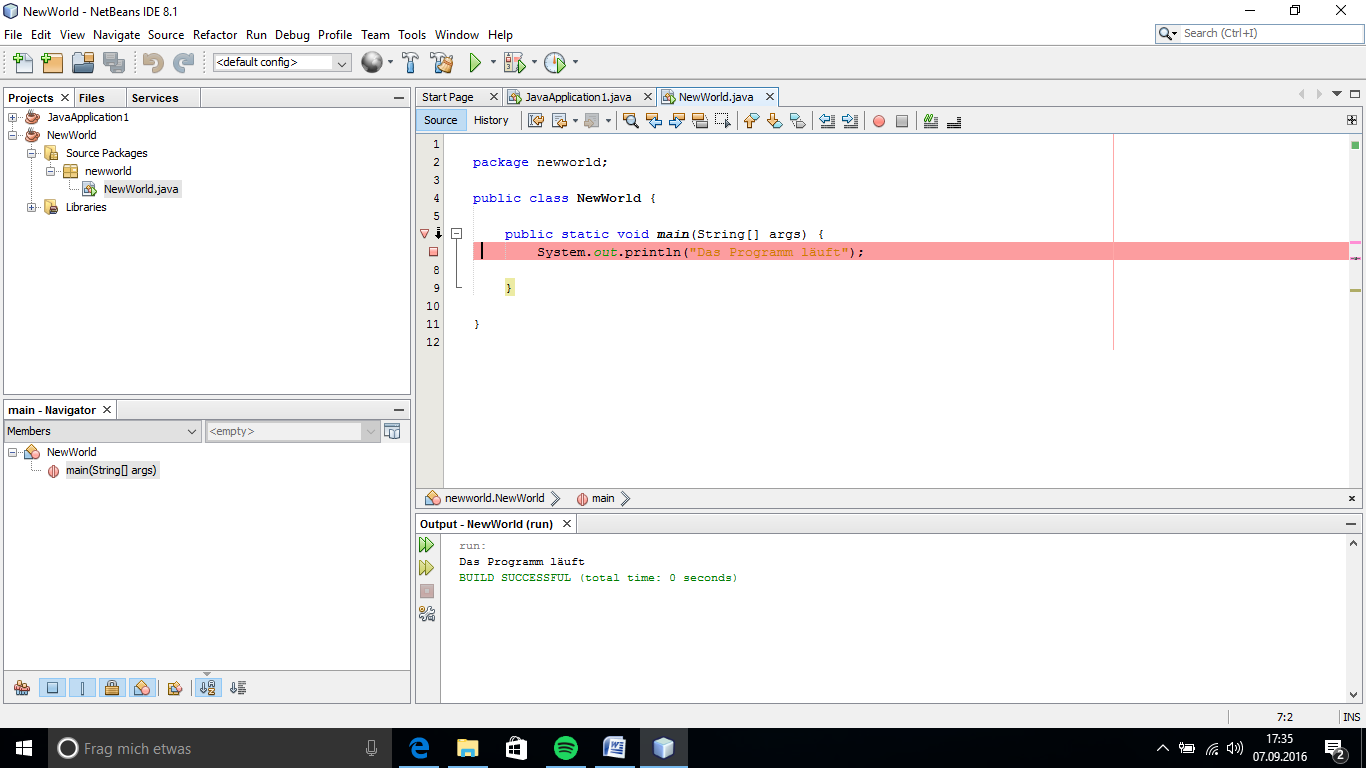 NewWorld - NetBeans IDE 8.1
File Edit View Navigate Source Refactor Run Debug Profile Team Tools Window Help
Search (Ctrl+I)
<default config>
Projects Files Services
JavaApplication1
NewWorld
Source Packages
newworld
NewWorld.java
Libraries
main - Navigator
Members
<empty>
NewWorld
main(String[] args)
Start Page JavaApplication1.java NewWorld.java
Source History
1
2 package newworld;
3
4 public class NewWorld {
5
public static void main(String[] args) {
System.out.println("Das Programm läuft");
8
9 }
10
11 }
12
newworld.NewWorld main
Output - NewWorld (run)
run:
Das Programm läuft
BUILD SUCCESSFUL (total time: 0 seconds)
7:2 INS
Frag mich etwas
17:35
07.09.2016
2